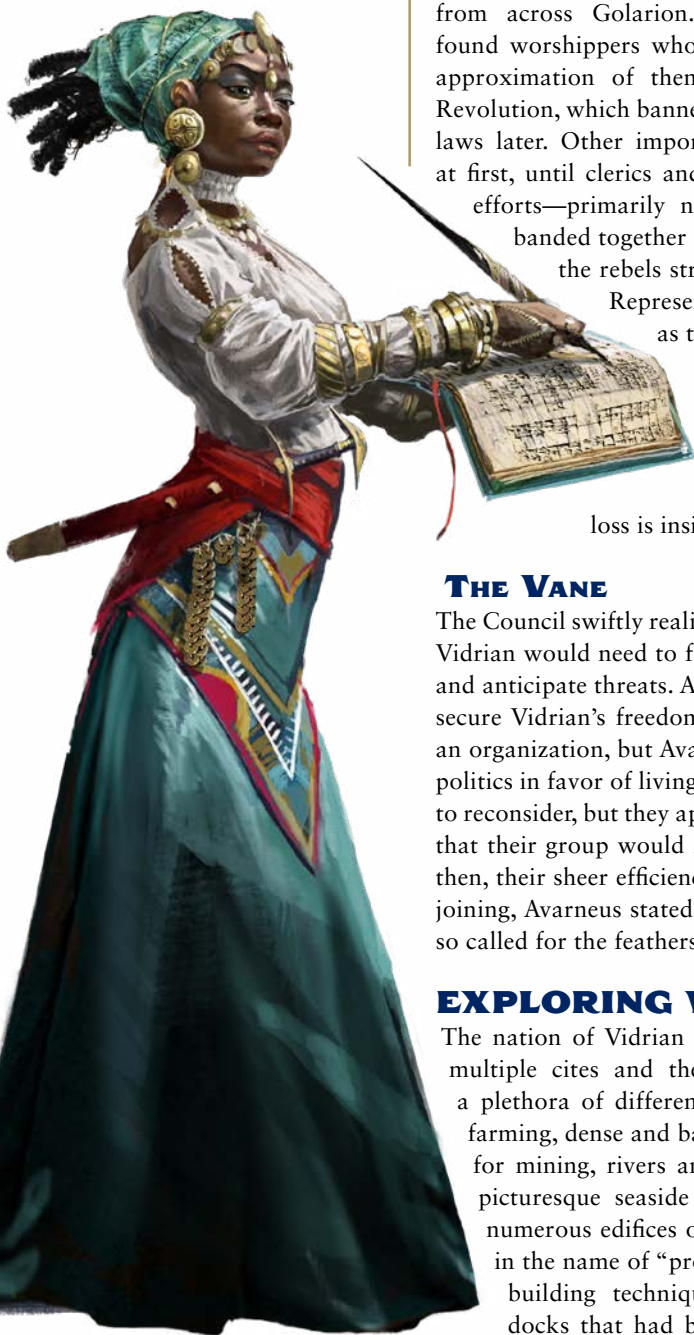 from across Golarion.
found worshippers who
approximation of them
Revolution, which banne
laws later. Other impor
at first, until clerics and
efforts—primarily n
banded together
the rebels str
Represe
as t
loss is insi
THE VANE
The Council swiftly reali
Vidrian would need to f
and anticipate threats. A
secure Vidrian’s freedom
an organization, but Ava
politics in favor of living
to reconsider, but they ap
that their group would
then, their sheer efficienc
joining, Avarneus stated
so called for the feathers
EXPLORING V
The nation of Vidrian
multiple cites and the
a plethora of differen
farming, dense and ba
for mining, rivers an
picturesque seaside
numerous edifices o
in the name of “pro
building techniqu
docks that had b